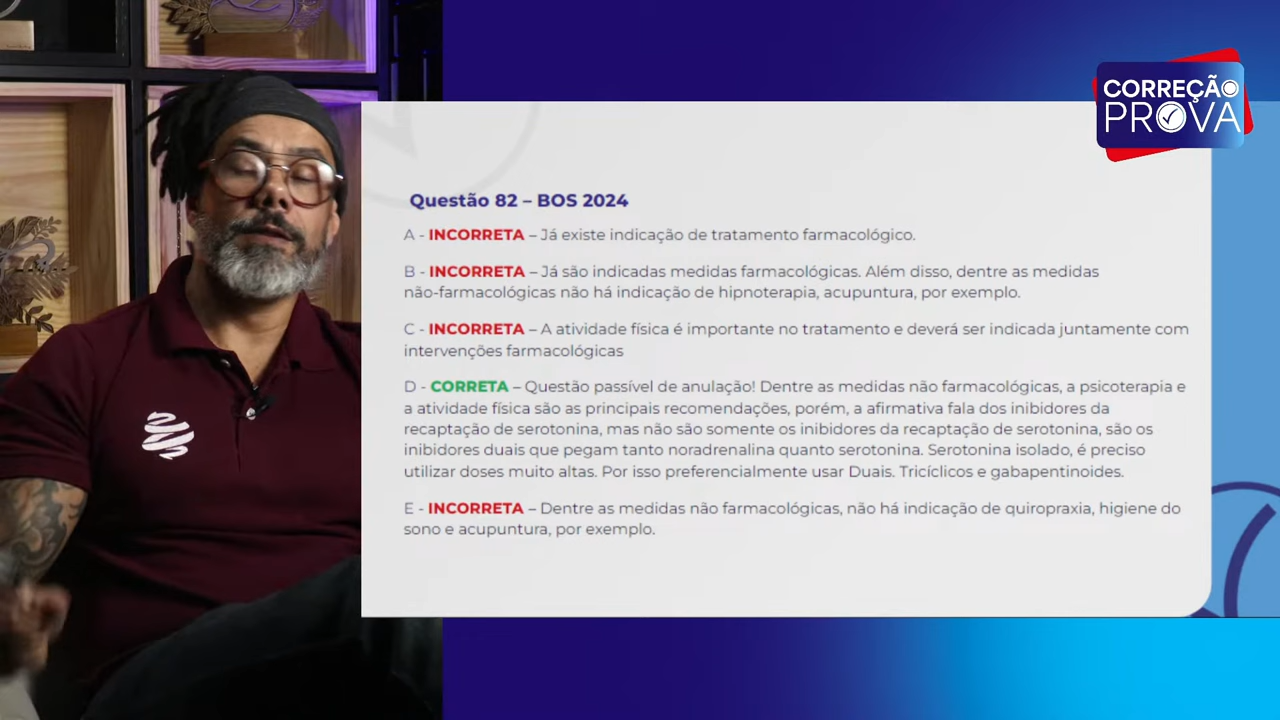 CORREÇÃO
PROVA
Questão 82 – BOS 2024
A - INCORRETA – Já existe indicação de tratamento farmacológico.
B - INCORRETA – Já são indicadas medidas farmacológicas. Além disso, dentre as medidas
não-farmacológicas não há indicação de hipnoterapia, acupuntura, por exemplo.
C - INCORRETA – A atividade física é importante no tratamento e deverá ser indicada juntamente com
intervenções farmacológicas
D - CORRETA – Questão passível de anulação! Dentre as medidas não farmacológicas, a psicoterapia e
a atividade física são as principais recomendações, porém, a afirmativa fala dos inibidores da
recaptação de serotonina, mas não são somente os inibidores da recaptação de serotonina, são os
inibidores duais que pegam tanto noradrenalina quanto serotonina. Serotonina isolado, é preciso
utilizar doses muito altas. Por isso preferencialmente usar Duais. Tricíclicos e gabapentinoides.
E - INCORRETA – Dentre as medidas não farmacológicas, não há indicação de quiropraxia, higiene do
sono e acupuntura, por exemplo.